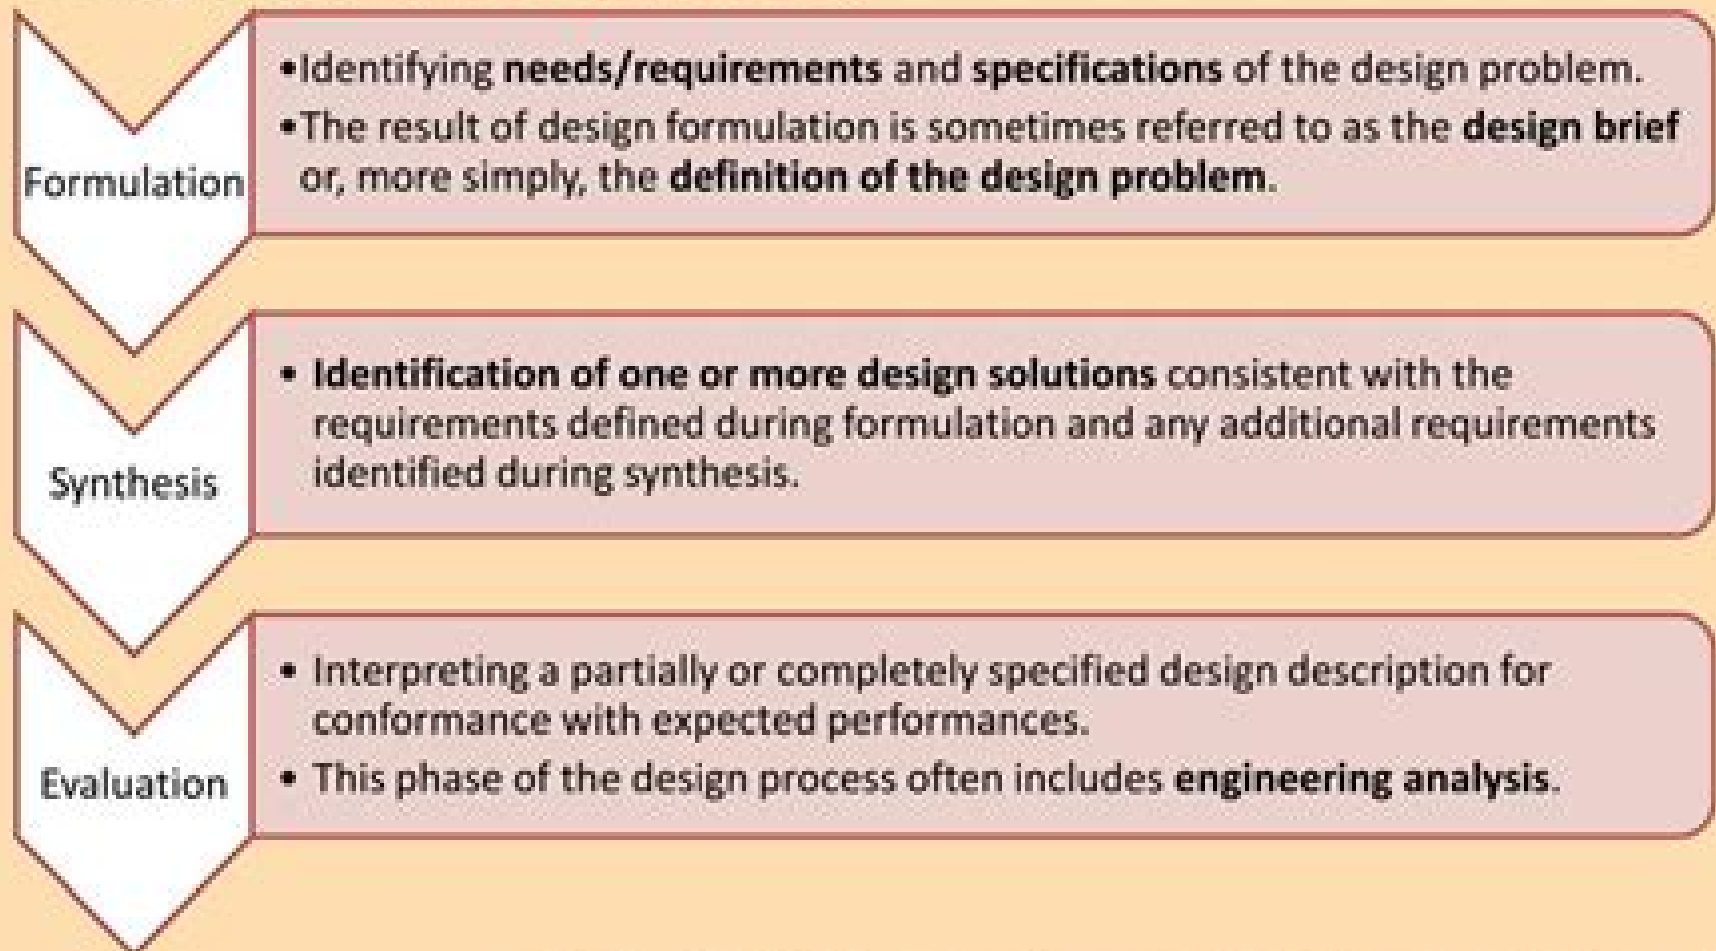 Formulation
•Identifying needs/requirements and specifications of the design problem.
•The result of design formulation is sometimes referred to as the design brief
or, more simply, the definition of the design problem.
Synthesis
• Identification of one or more design solutions consistent with the
requirements defined during formulation and any additional requirements
identified during synthesis.
Evaluation
• Interpreting a partially or completely specified design description for
conformance with expected performances.
• This phase of the design process often includes engineering analysis.